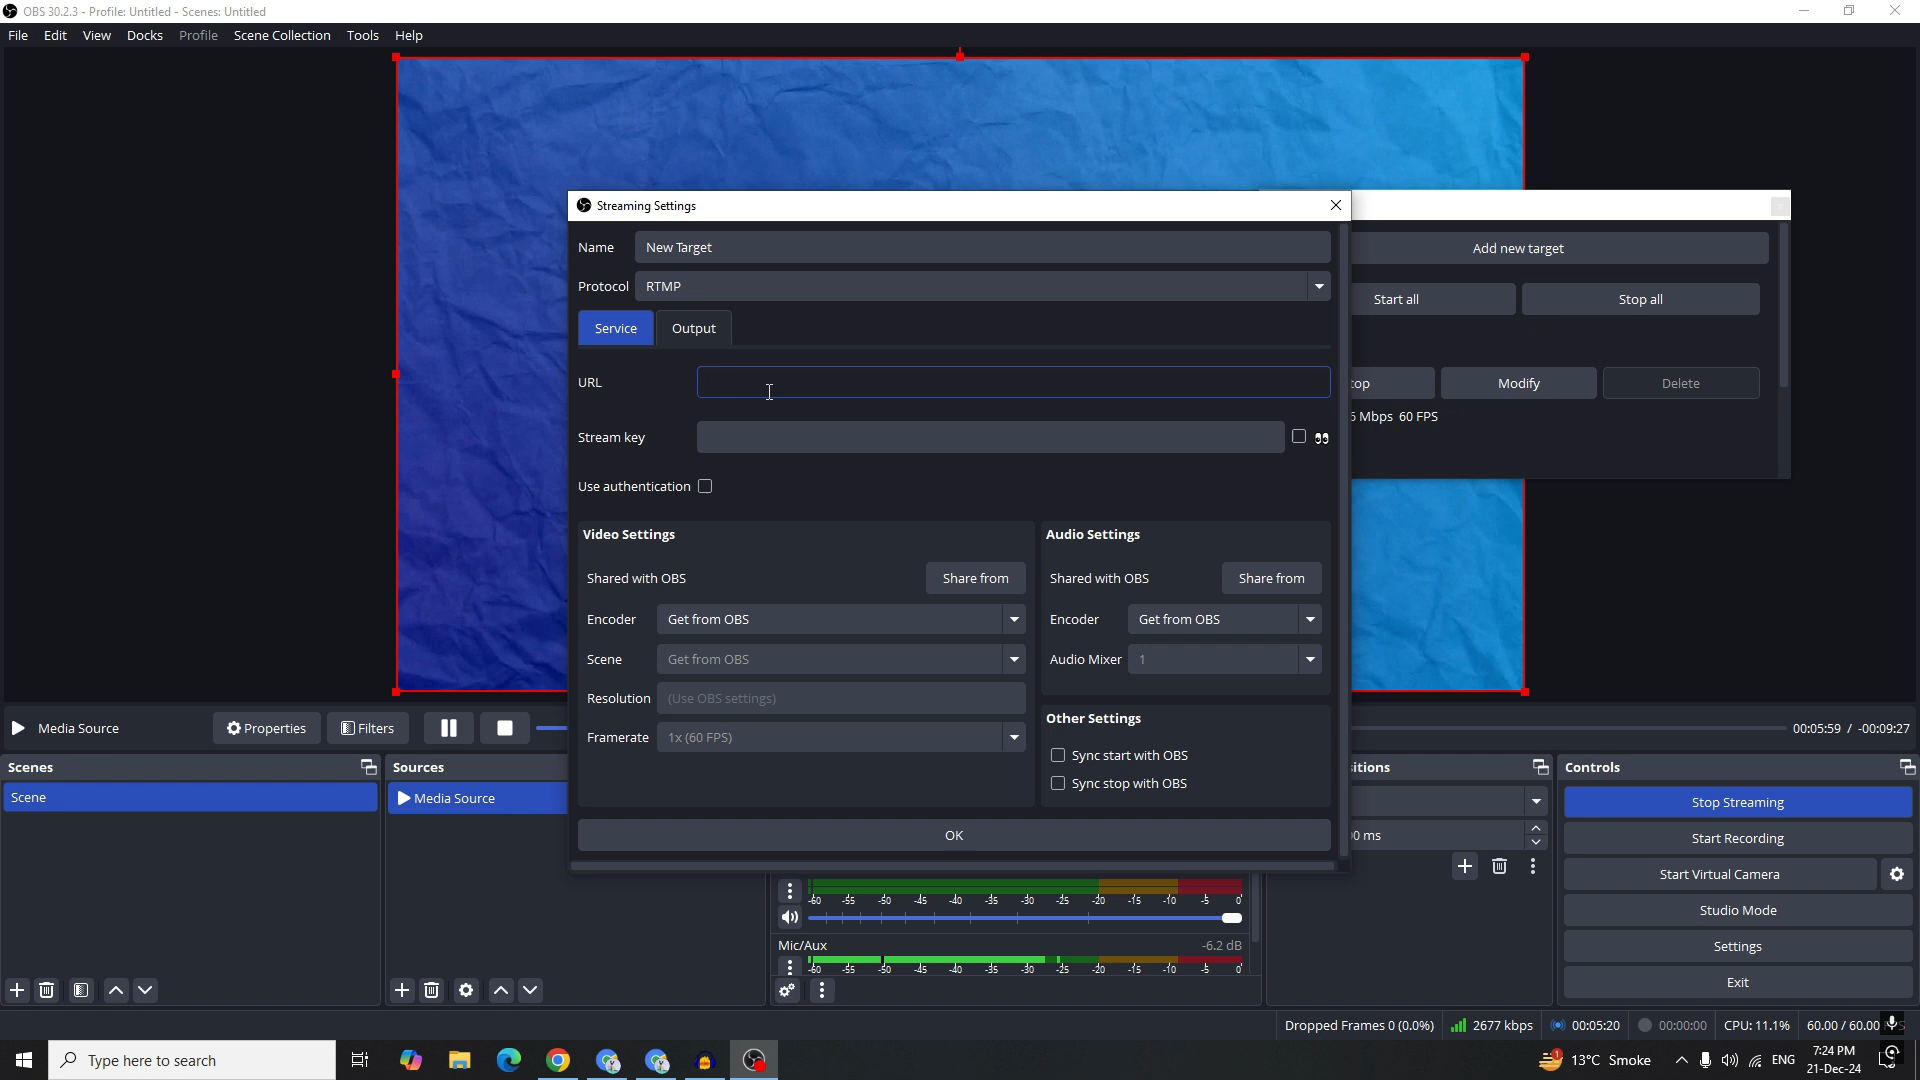 OBS 30.2.3 - Profile: Untitled - Scenes: Untitled
File Edit View Docks Profile Scene Collection Tools Help
Streaming Settings
Name New Target
Add new target
Protocol RTMP
Start all Stop all
Service Output
URL
Modify Delete
Mbps 60 FPS
Stream key
Use authentication
Video Settings Audio Settings
Shared with OBS Share from Shared with OBS Share from
Encoder Get from OBS Encoder Get from OBS
Scene Get from OBS Audio Mixer 1
Resolution (Use OBS settings)
Other Settings
Media Source Properties Filters 00:05:59 / -00:09:27
Framerate 1x (60 FPS)
Sync start with OBS
Scenes Sources Controls
Sync stop with OBS
Scene Media Source Stop Streaming
OK
Start Recording
Start Virtual Camera
-60 -55 -50 -45 -40 -35 -30 -25 -20 -15 -10 -5 0
Studio Mode
Mic/Aux -6.2 dB
Settings
-60 -55 -50 -45 -40 -35 -30 -25 -20 -15 -10 -5 0
Exit
Dropped Frames 0 (0.0%) 2677 kbps 00:05:20 00:00:00 CPU: 11.1% 60.00 / 60.00
Type here to search 13°C Smoke ENG 7:24 PM
21-Dec-24